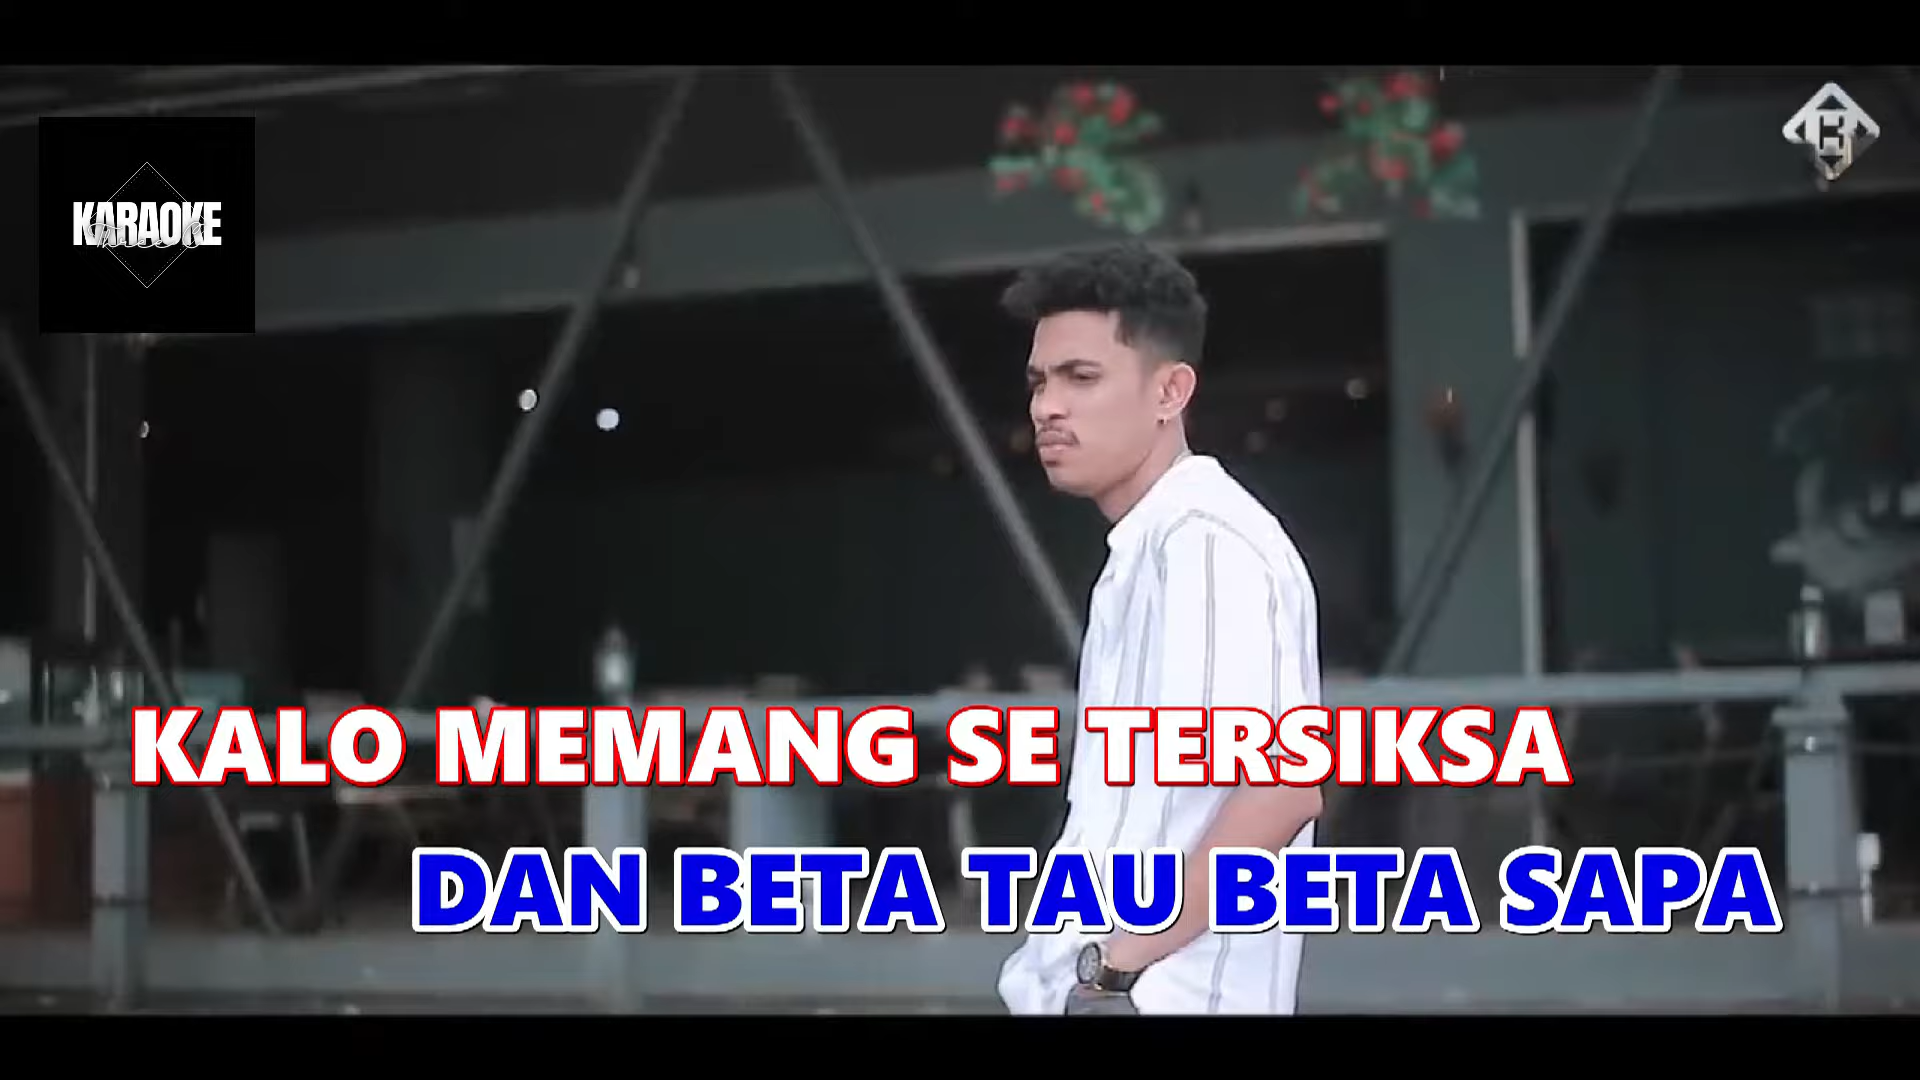 KARAOKE
KALO MEMANG SE TERSIKSA
DAN BETA TAU BETA SAPA